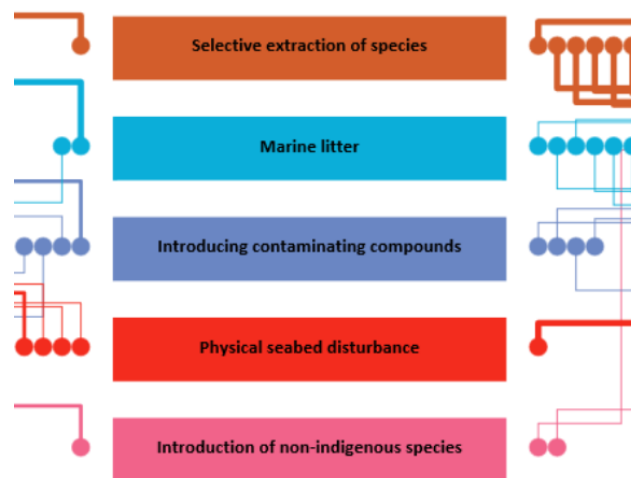 Selective extraction of species
Marine litter
Introducing contaminating compounds
Physical seabed disturbance
Introduction of non-indigenous species